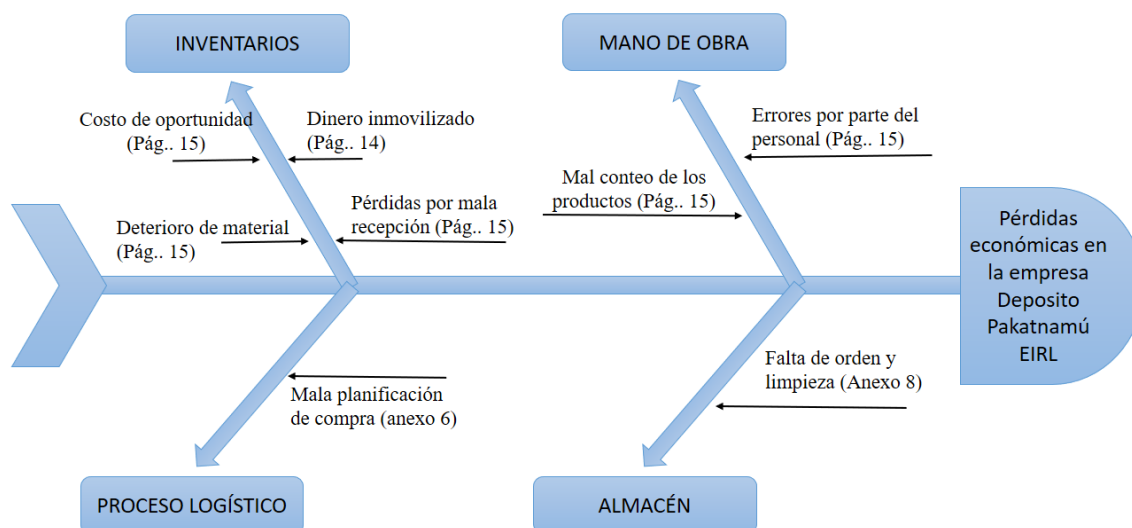 INVENTARIOS
MANO DE OBRA
Costo de oportunidad
(Pág.. 15)
Dinero inmovilizado
(Pág.. 14)
Deterioro de material
(Pág.. 15)
Pérdidas por mala
recepción (Pág.. 15)
Errores por parte del
personal (Pág.. 15)
Mal conteo de los
productos (Pág.. 15)
Pérdidas
económicas en
la empresa
Deposito
Pakatnamú
EIRL
Mala planificación
de compra (anexo 6)
Falta de orden y
limpieza (Anexo 8)
PROCESO LOGÍSTICO
ALMACÉN